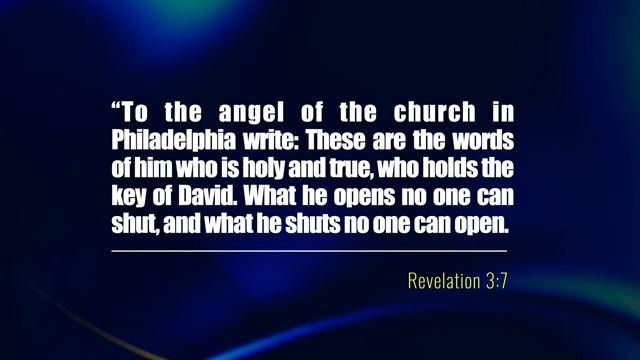 “To the angel of the church in
Philadelphia write: These are the words
of him who is holy and true, who holds the
key of David. What he opens no one can
shut, and what he shuts no one can open.
Revelation 3:7